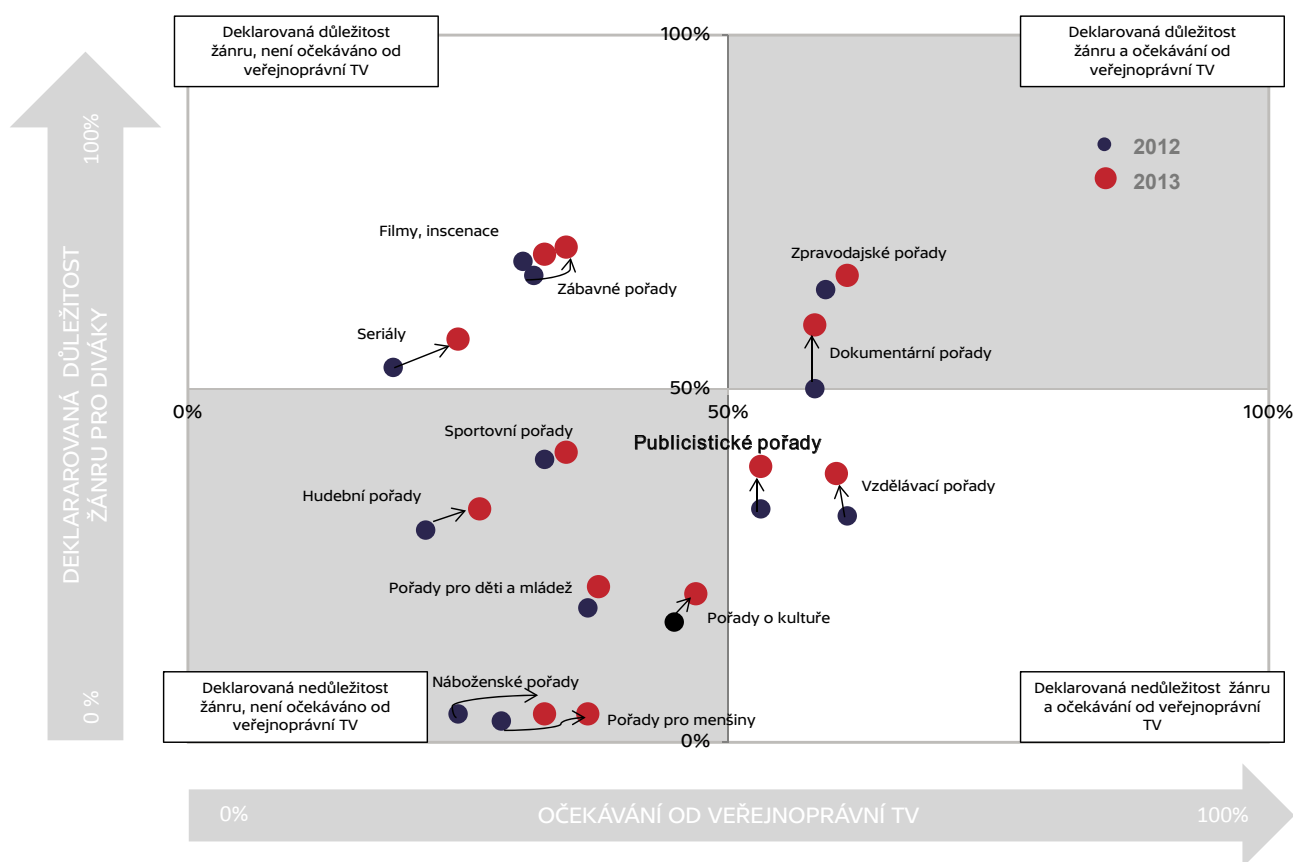 Deklarovaná důležitost
žánru, není očekáváno od
veřejnoprávní TV
100%
Deklarovaná důležitost
žánru a očekávání od
veřejnoprávní TV
2012
2013
100%
DEKLARAROVANÁ DŮLEŽITOST
ŽÁNRU PRO DIVÁKY
0 %
Filmy, inscenace
Zábavné pořady
Zpravodajské pořady
Seriály
Dokumentární pořady
50%
0%
50%
100%
Sportovní pořady
Publicistické pořady
Hudební pořady
Vzdělávací pořady
Pořady pro děti a mládež
Pořady o kultuře
Náboženské pořady
Pořady pro menšiny
Deklarovaná nedůležitost
žánru, není očekáváno od
veřejnoprávní TV
0%
Deklarovaná nedůležitost žánru
a očekávání od veřejnoprávní
TV
0%
OČEKÁVÁNÍ OD VEŘEJNOPRÁVNÍ TV
100%